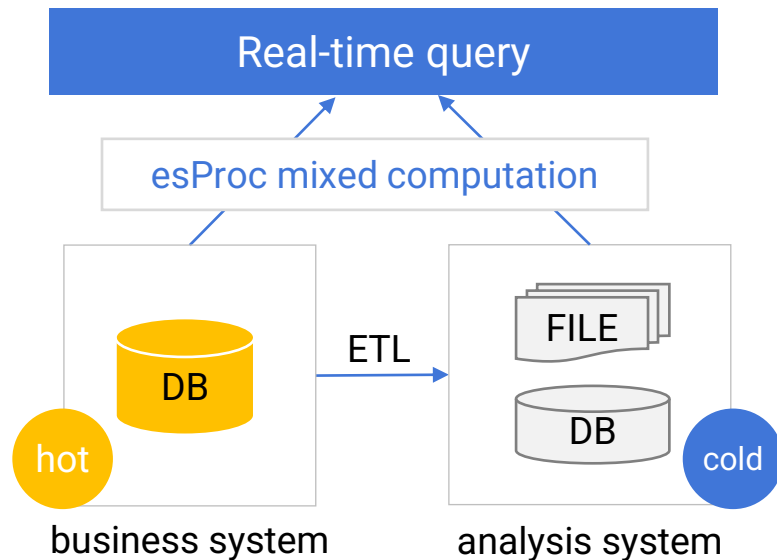 Real-time query
esProc mixed computation
DB
hot
business system
ETL
FILE
DB
cold
analysis system